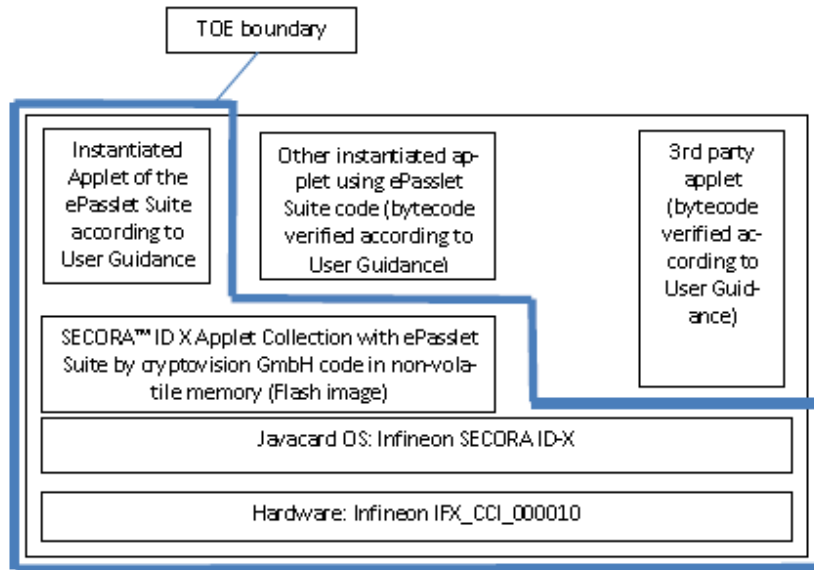 TOE boundary
Instantiated
Applet of the
ePasslet Suite
according to
User Guidance
Other instantiated ap-
plet using ePasslet
Suite code (bytecode
verified according to
User Guidance)
3rd party
applet
(bytecode
verified ac-
cording to
User Guid-
ance)
SECORA™ ID X Applet Collection with ePasslet
Suite by cryptovision GmbH code in non-vola-
tile memory (Flash image)
Javacard OS: Infineon SECORA ID-X
Hardware: Infineon IFX_CCI_000010